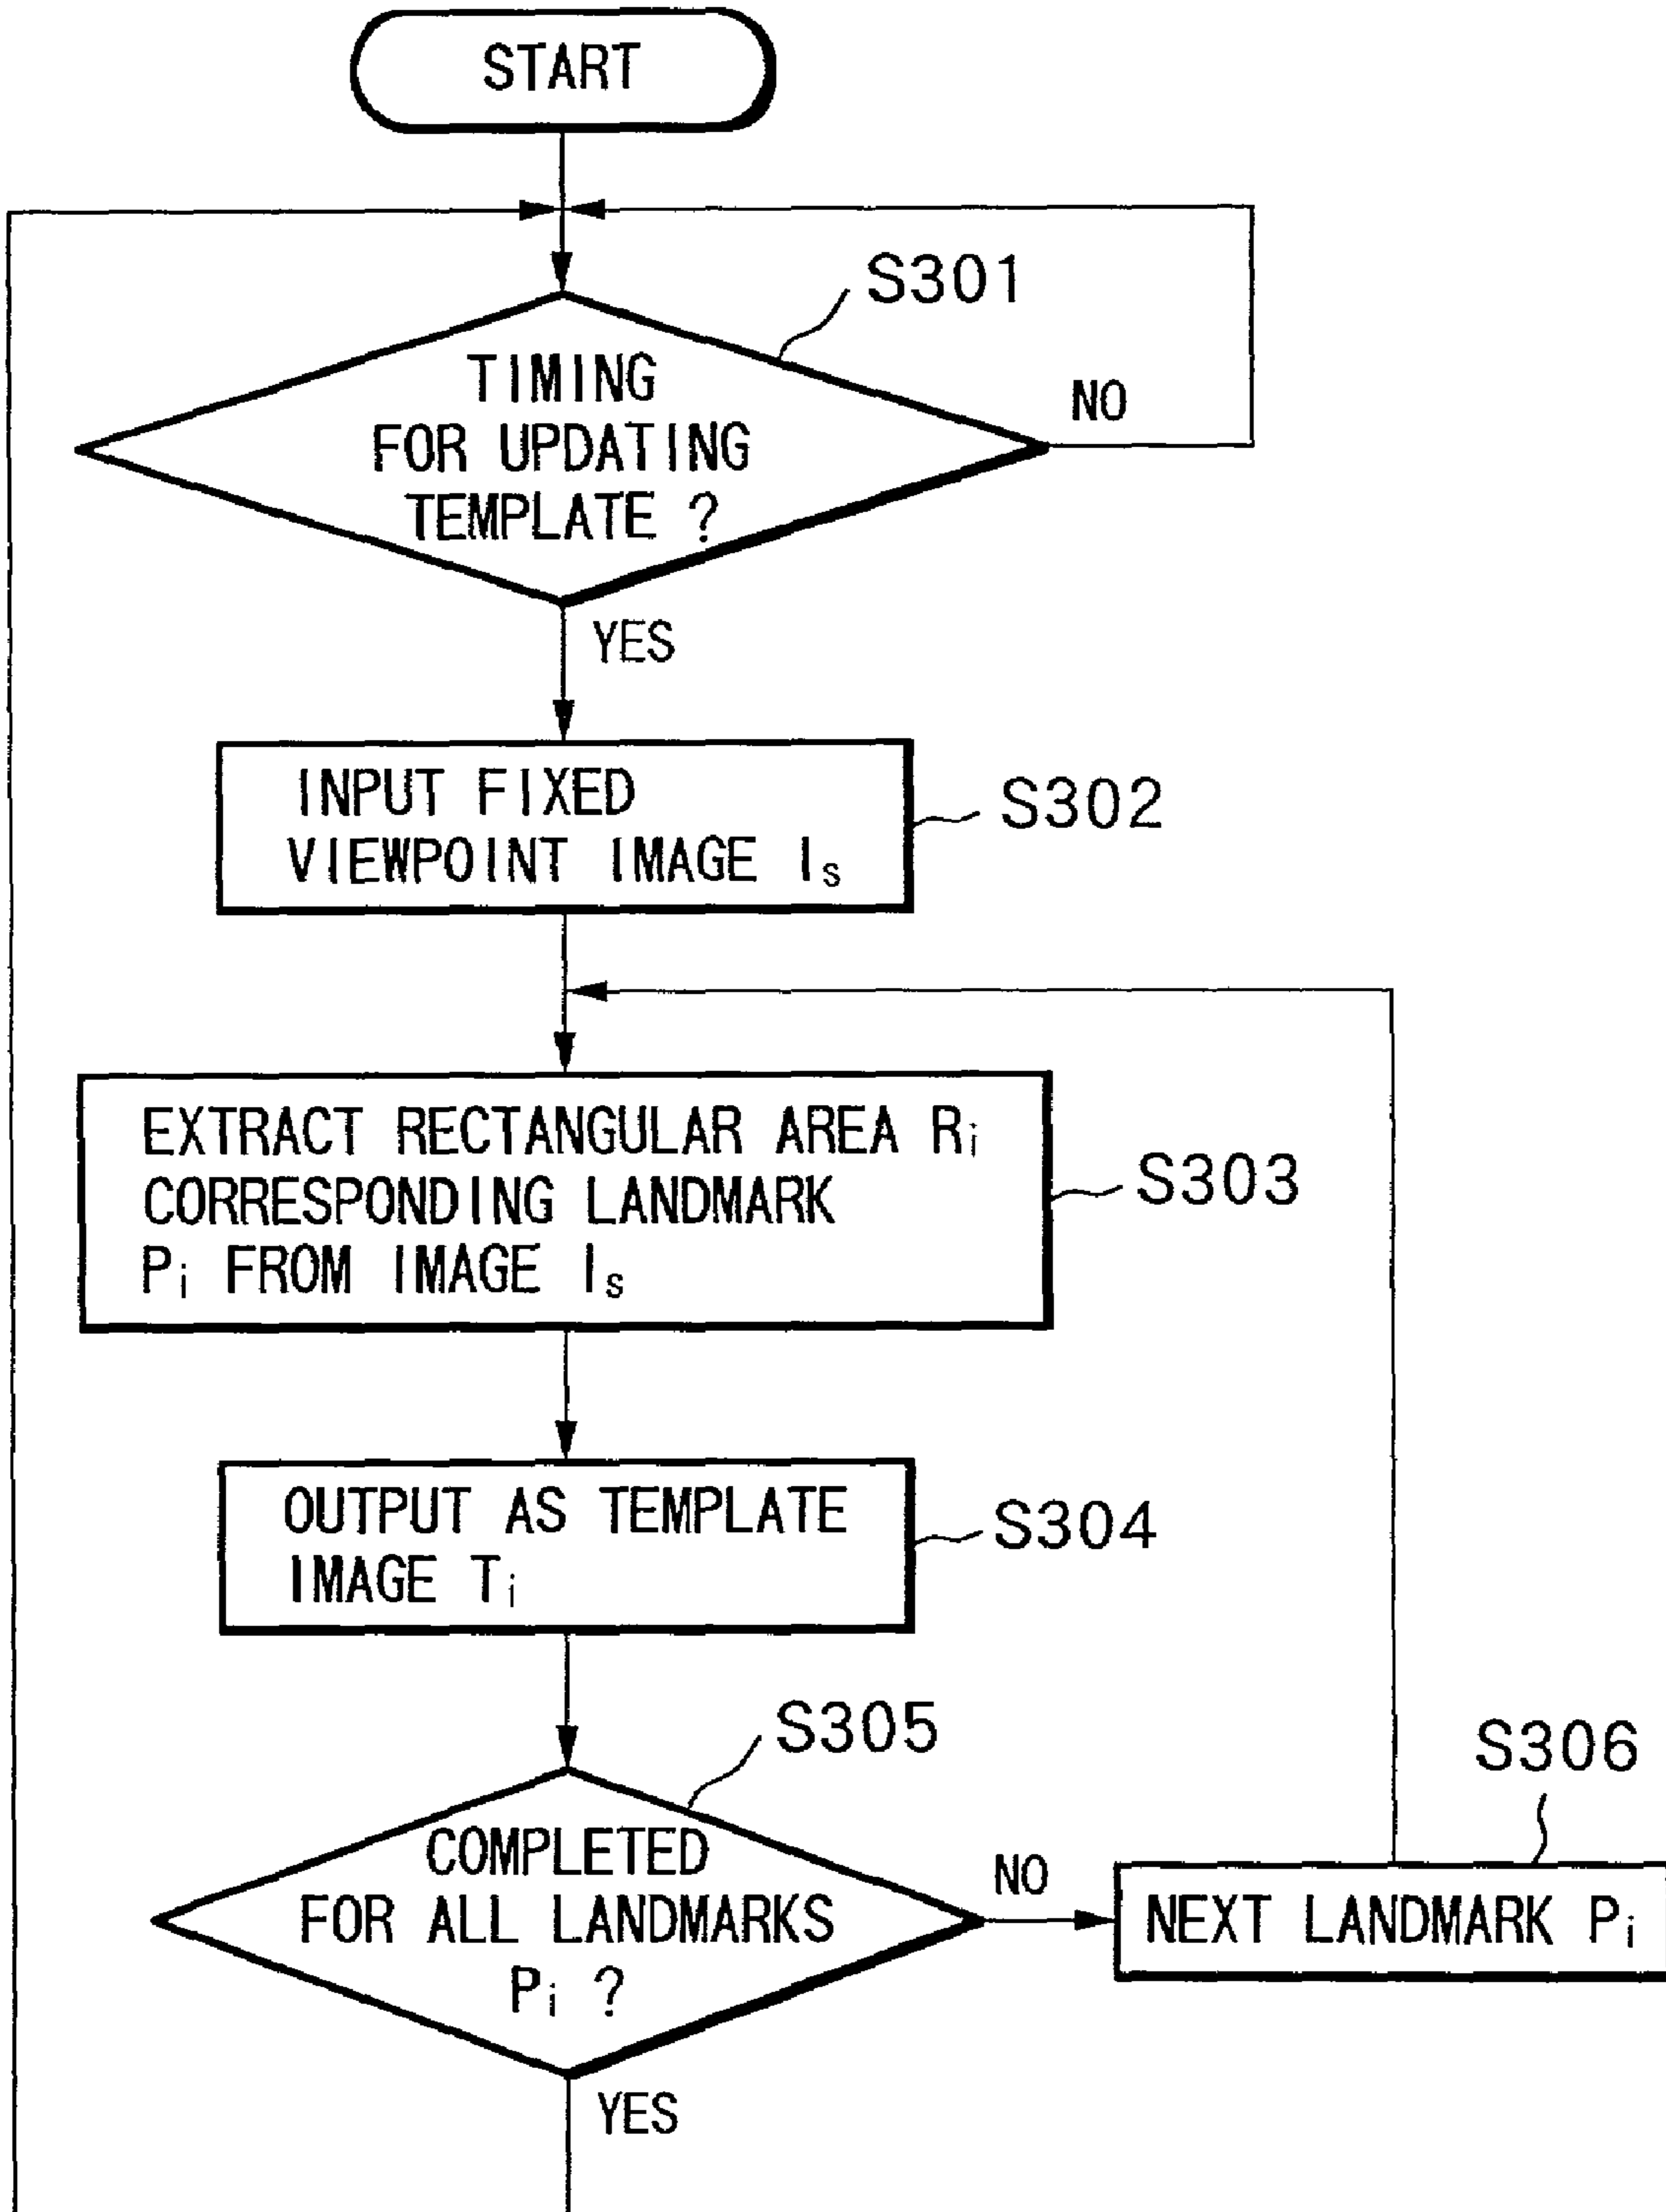 START
S301
TIMING
FOR UPDATING
TEMPLATE ?
NO
YES
INPUT FIXED
VIEWPOINT IMAGE Is
S302
EXTRACT RECTANGULAR AREA Ri
CORRESPONDING LANDMARK
Pi FROM IMAGE Is
S303
OUTPUT AS TEMPLATE
IMAGE Ti
S304
S305
COMPLETED
FOR ALL LANDMARKS
Pi ?
NO
S306
NEXT LANDMARK Pi
YES